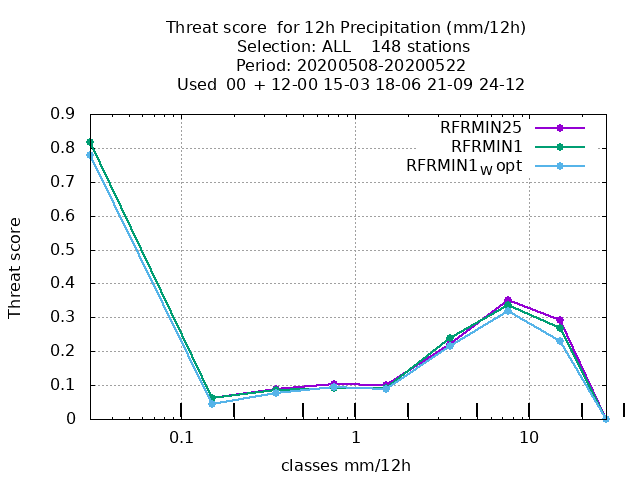 Threat score  for 12h Precipitation (mm/12h)
Selection: ALL    148 stations
Period: 20200508-20200522
Used  00 + 12-00 15-03 18-06 21-09 24-12
RFRMIN25
RFRMIN1
RFRMIN1W opt
0.9
0.8
0.7
0.6
0.5
0.4
0.3
0.2
0.1
0
Threat score
0.1 1 10
classes mm/12h